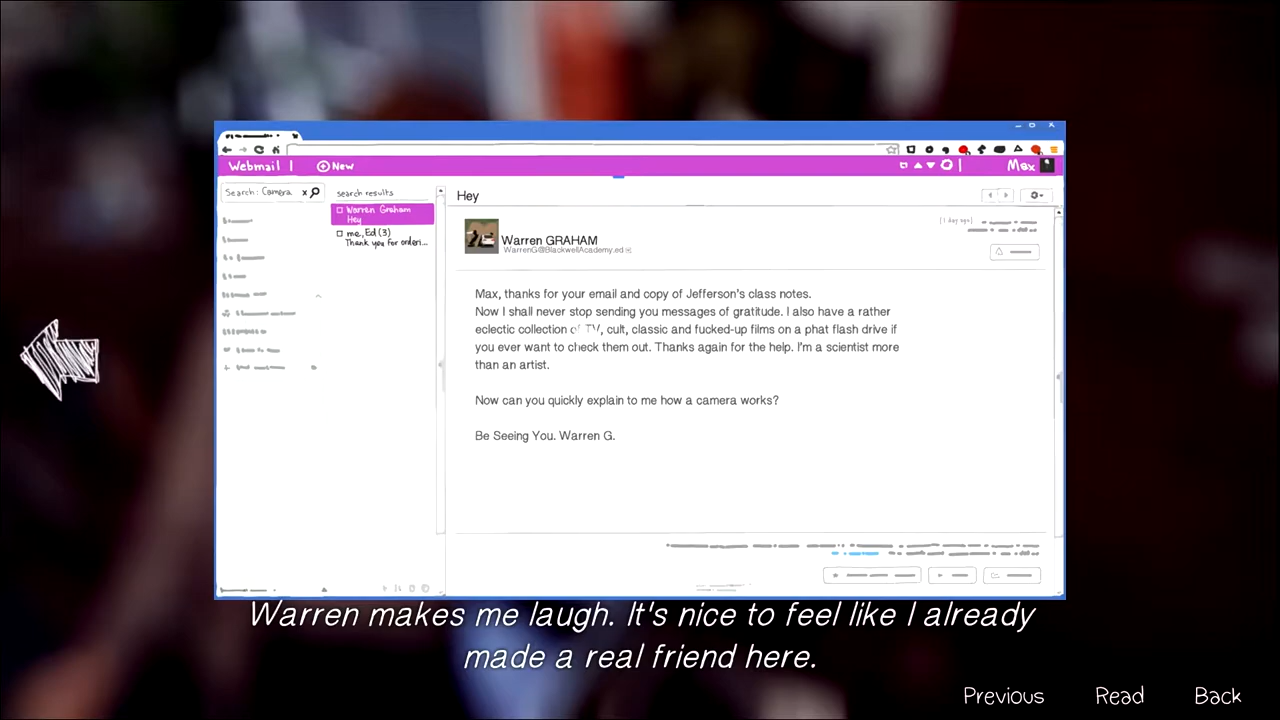 Webmail |
New
Max
Search: Camera x
search results
Warren Graham
Hey
me, Ed (3)
Thank you for orderi...
Hey
[1 day ago]
Warren GRAHAM
WarrenG@BlackwellAcademy.ed
Max, thanks for your email and copy of Jefferson's class notes.
Now I shall never stop sending you messages of gratitude. I also have a rather
eclectic collection of TV, cult, classic and fucked-up films on a phat flash drive if
you ever want to check them out. Thanks again for the help. I'm a scientist more
than an artist.
Now can you quickly explain to me how a camera works?
Be Seeing You. Warren G.
Warren makes me laugh. It's nice to feel like I already
made a real friend here.
Previous
Read
Back